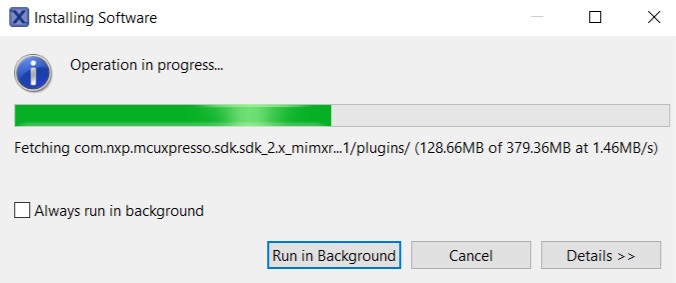 Installing Software
Operation in progress...
Fetching com.nxp.mcuxpresso.sdk.sdk_2.x_mimxr...1/plugins/ (128.66MB of 379.36MB at 1.46MB/s)
Always run in background
Run in Background Cancel Details >>